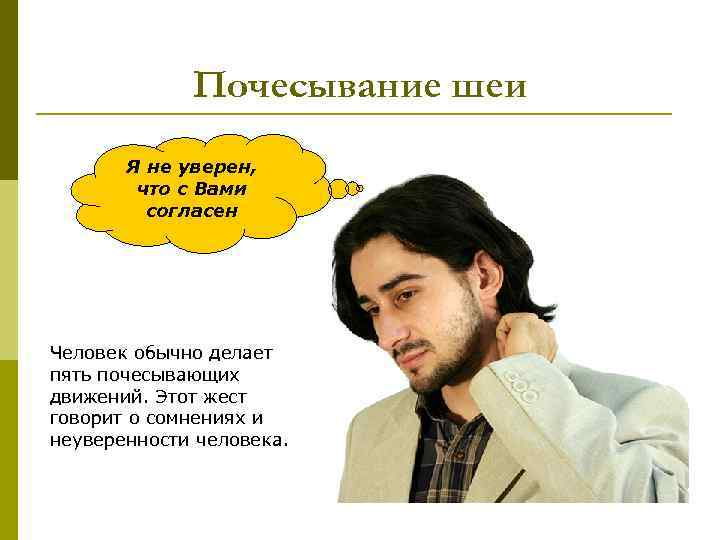 Почесывание шеи
Я не уверен,
что с Вами
согласен
Человек обычно делает
пять почесывающих
движений. Этот жест
говорит о сомнениях и
неуверенности человека.